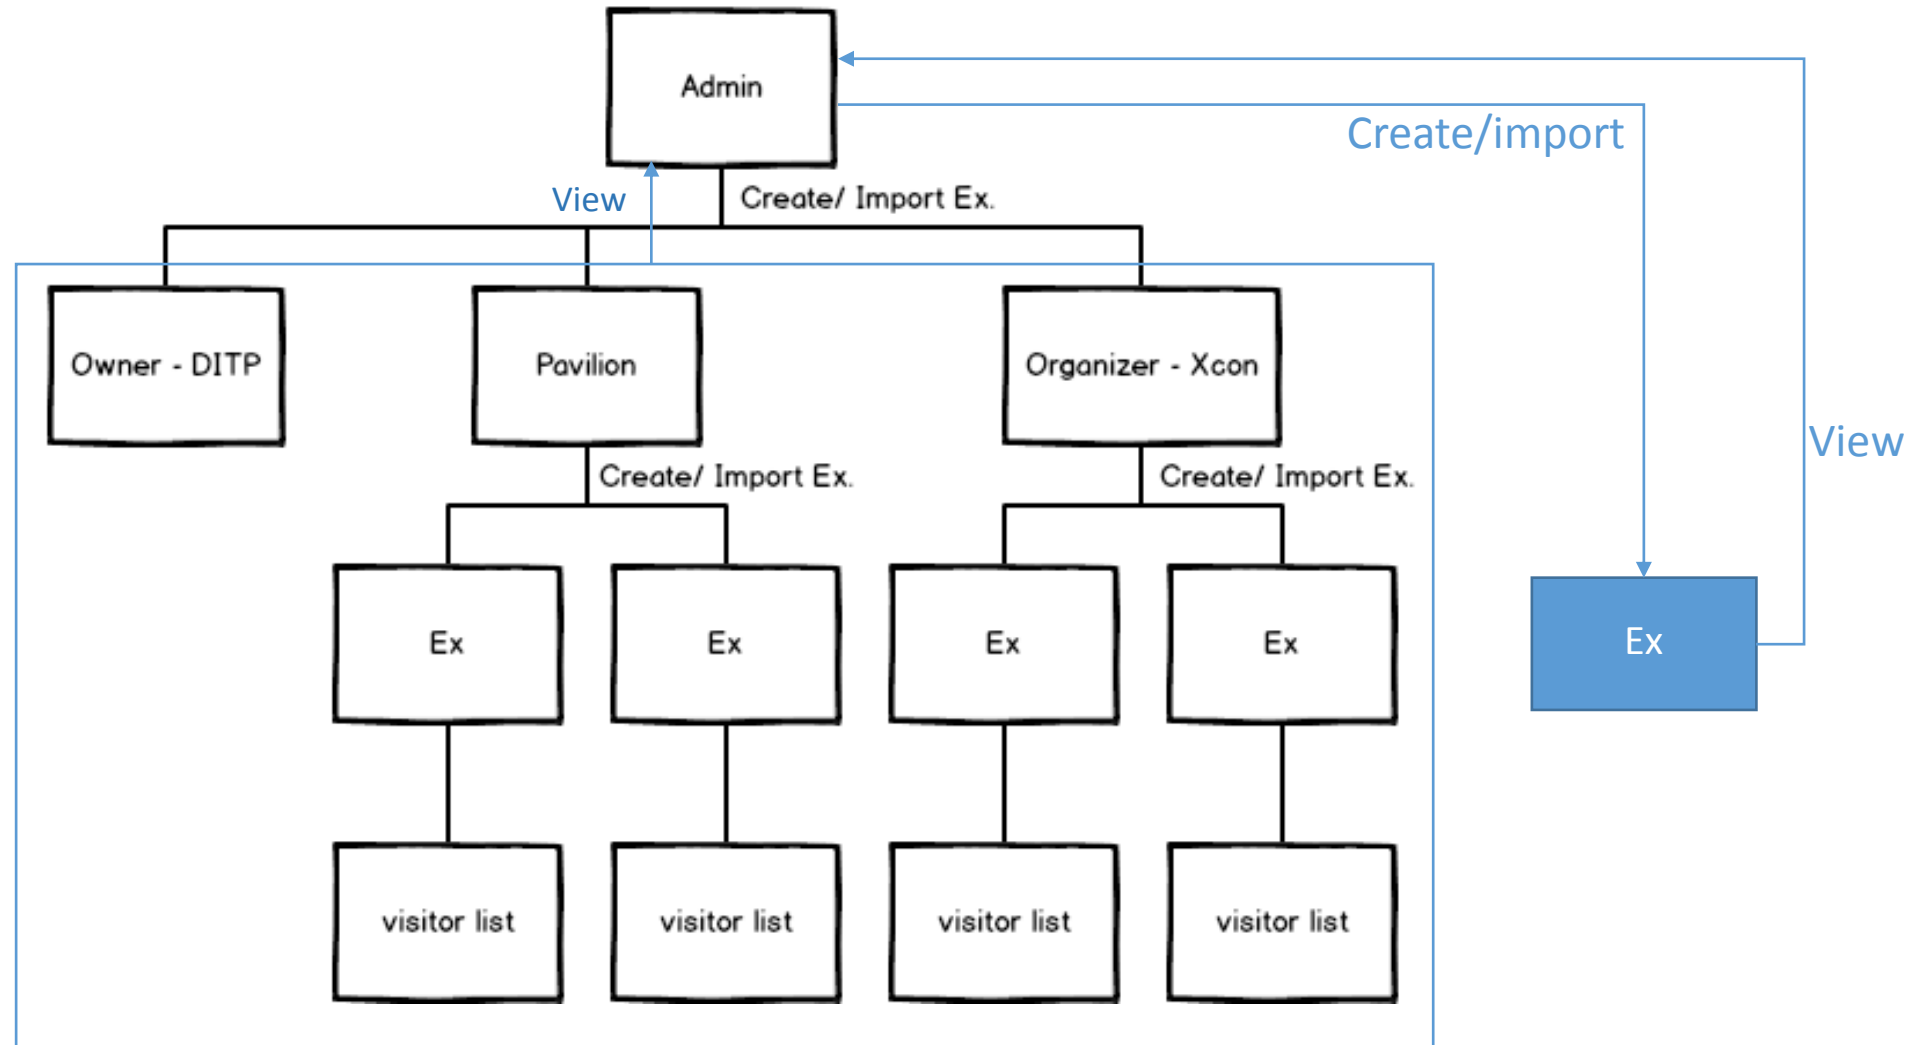 Admin
Create/import
View
Create/ Import Ex.
Owner - DITP
Pavilion
Organizer - Xcon
View
Create/ Import Ex.
Create/ Import Ex.
Ex
Ex
Ex
Ex
Ex
visitor list
visitor list
visitor list
visitor list